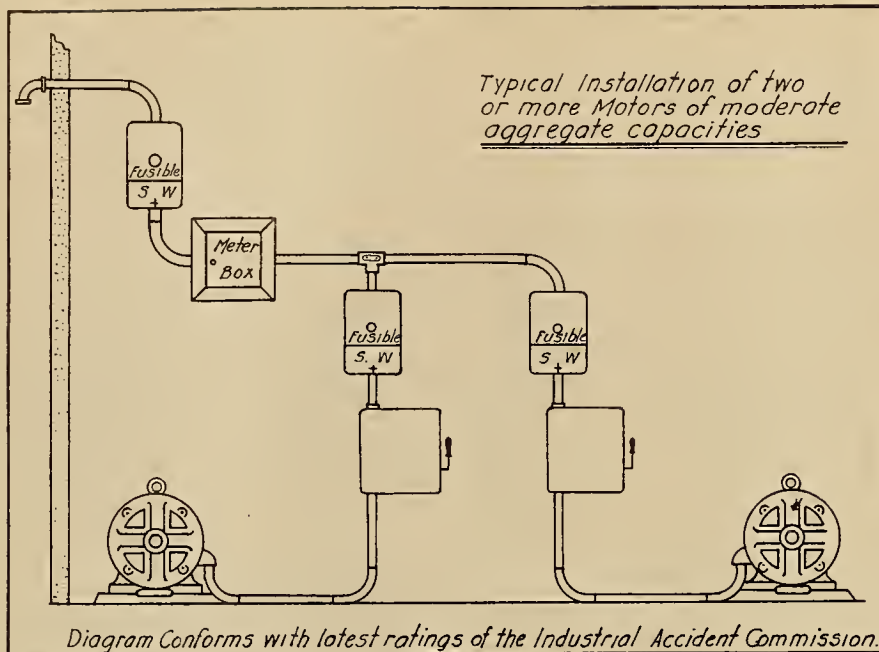 Typical Installation of two
or more Motors of moderate
aggregate capacities
Fusible
S W
Meter
Box
Fusible
S. W
Fusible
S W
Diagram Conforms with latest ratings of the Industrial Accident Commission.